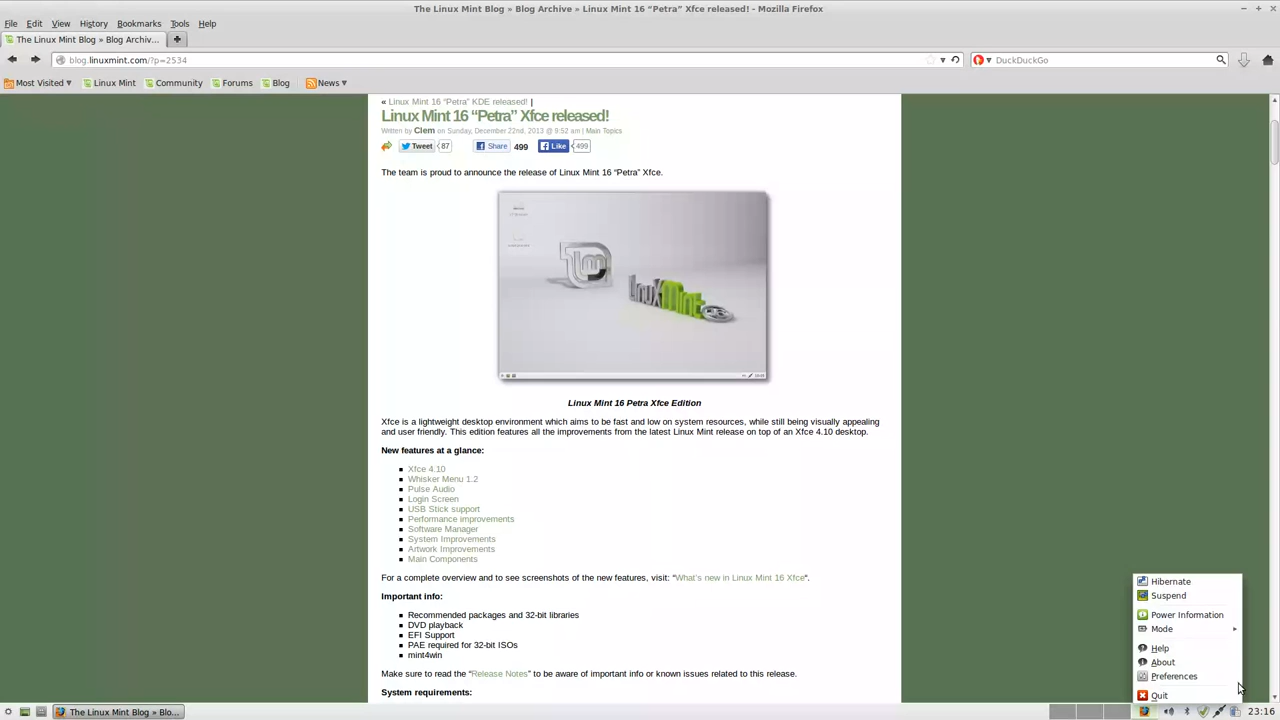 The Linux Mint Blog » Blog Archive » Linux Mint 16 “Petra” Xfce released! - Mozilla Firefox
File Edit View History Bookmarks Tools Help
The Linux Mint Blog » Blog Archiv...
blog.linuxmint.com/?p=2534
DuckDuckGo
Most Visited Linux Mint Community Forums Blog News
« Linux Mint 16 “Petra” KDE released! |
Linux Mint 16 “Petra” Xfce released!
Written by Clem on Sunday, December 22nd, 2013 @ 9:52 am | Main Topics
Tweet 87 Share 499 Like 499
The team is proud to announce the release of Linux Mint 16 “Petra” Xfce.
LinuxMint
Linux Mint 16 Petra Xfce Edition
Xfce is a lightweight desktop environment which aims to be fast and low on system resources, while still being visually appealing
and user friendly. This edition features all the improvements from the latest Linux Mint release on top of an Xfce 4.10 desktop.
New features at a glance:
Xfce 4.10
Whisker Menu 1.2
Pulse Audio
Login Screen
USB Stick support
Performance improvements
Software Manager
System Improvements
Artwork Improvements
Main Components
For a complete overview and to see screenshots of the new features, visit: “What’s new in Linux Mint 16 Xfce“.
Important info:
Recommended packages and 32-bit libraries
DVD playback
EFI Support
PAE required for 32-bit ISOs
mint4win
Make sure to read the “Release Notes” to be aware of important info or known issues related to this release.
System requirements:
Hibernate
Suspend
Power Information
Mode
Help
About
Preferences
Quit
The Linux Mint Blog » Blo...
23:16